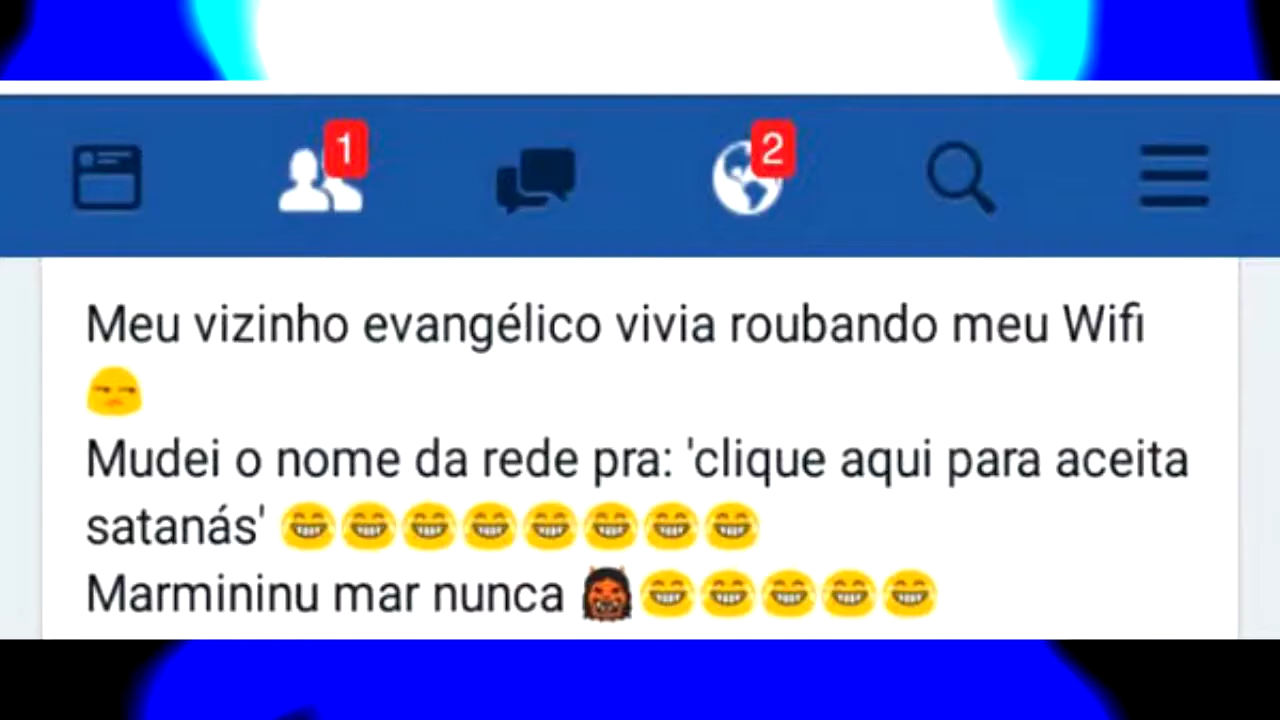 1
2
Meu vizinho evangélico vivia roubando meu Wifi
😒
Mudei o nome da rede pra: 'clique aqui para aceita
satanás' 😂😂😂😂😂😂😂😂
Marmininu mar nunca 👹😂😂😂😂😂